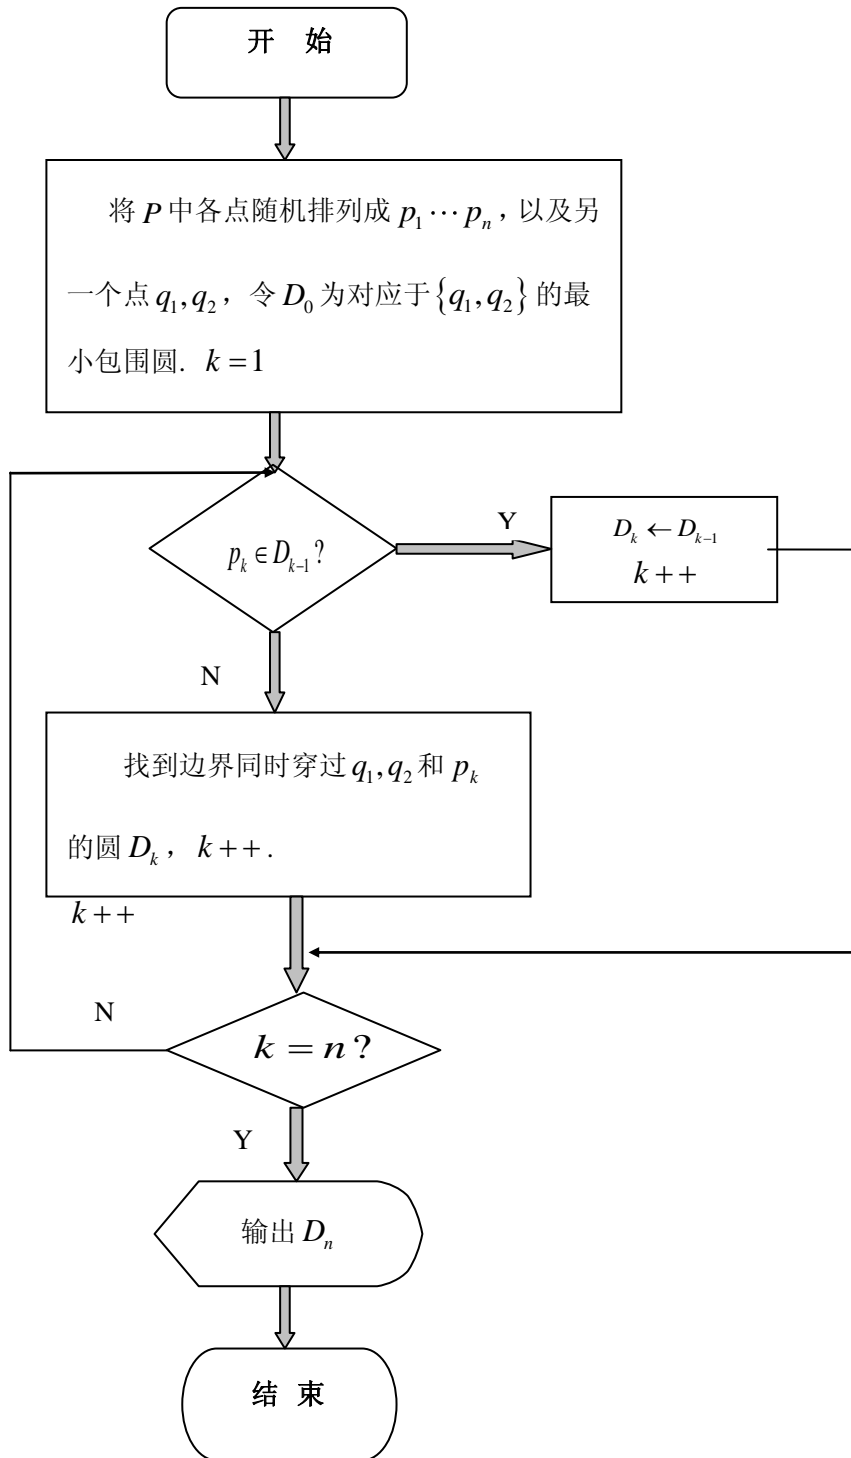 开 始
将 P 中各点随机排列成 p₁⋯pₙ，以及另
一个点 q₁,q₂，令 D₀ 为对应于{q₁,q₂}的最
小包围圆. k=1
pₖ∈Dₖ₋₁?
Y
Dₖ←Dₖ₋₁
k++
N
找到边界同时穿过 q₁,q₂ 和 pₖ
的圆 Dₖ，k++.
k++
N
k=n?
Y
输出 Dₙ
结 束